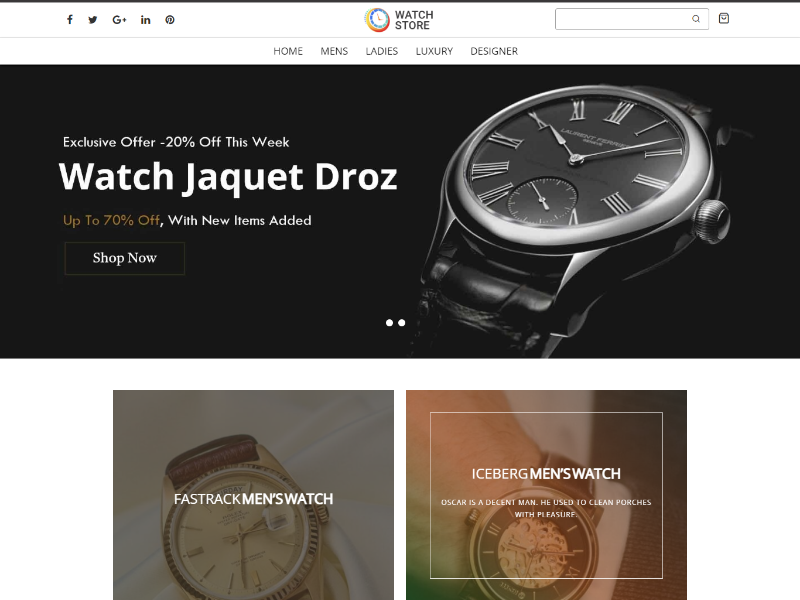 WATCH
STORE
HOME MENS LADIES LUXURY DESIGNER
Exclusive Offer -20% Off This Week
Watch Jaquet Droz
Up To 70% Off, With New Items Added
Shop Now
LAURENT FERRIER
GENEVE
FASTRACK MEN'S WATCH
ICEBERG MEN'S WATCH
OSCAR IS A DECENT MAN. HE USED TO CLEAN PORCHES
WITH PLEASURE.